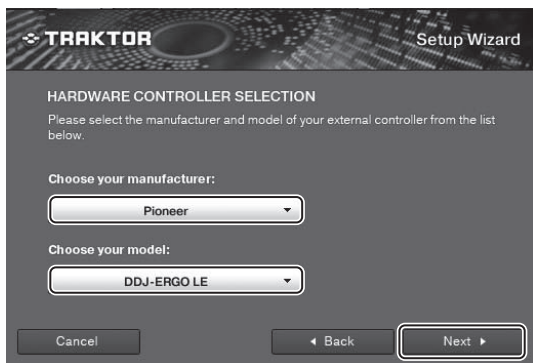 TRAKTOR
Setup Wizard
HARDWARE CONTROLLER SELECTION
Please select the manufacturer and model of your external controller from the list
below.
Choose your manufacturer:
Pioneer
Choose your model:
DDJ-ERGO LE
Cancel
Back
Next